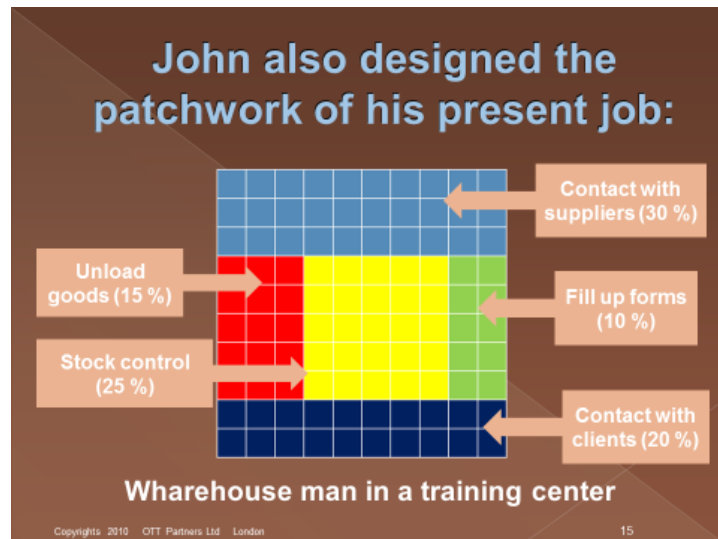 John also designed the
patchwork of his present job:
Contact with
suppliers (30 %)
Unload
goods (15 %)
Fill up forms
(10 %)
Stock control
(25 %)
Contact with
clients (20 %)
Wharehouse man in a training center
Copyrights 2010 OTT Partners Ltd London
15